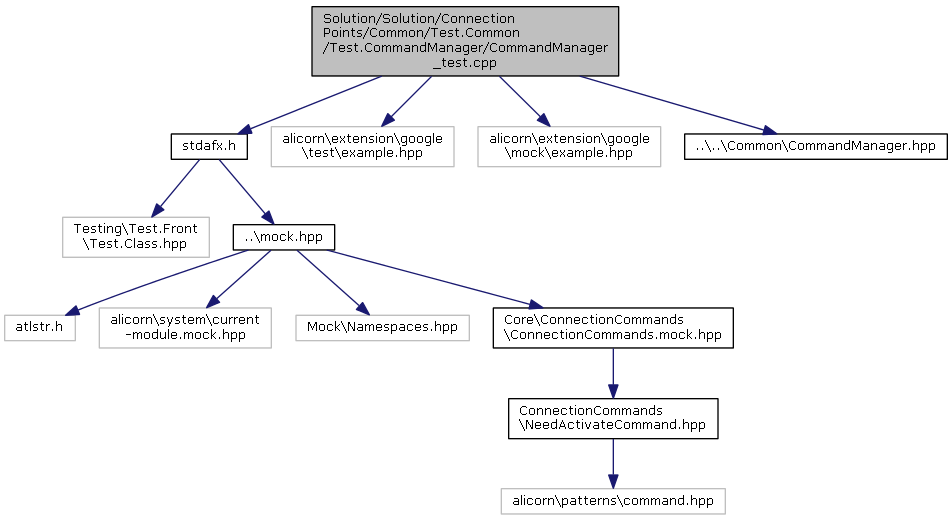 Solution/Solution/Connection
Points/Common/Test.Common
/Test.CommandManager/CommandManager
_test.cpp
stdafx.h
alicorn\extension\google
\test\example.hpp
alicorn\extension\google
\mock\example.hpp
..\..\Common\CommandManager.hpp
Testing\Test.Front
\Test.Class.hpp
..\mock.hpp
atlstr.h
alicorn\system\current
-module.mock.hpp
Mock\Namespaces.hpp
Core\ConnectionCommands
\ConnectionCommands.mock.hpp
ConnectionCommands
\NeedActivateCommand.hpp
alicorn\patterns\command.hpp